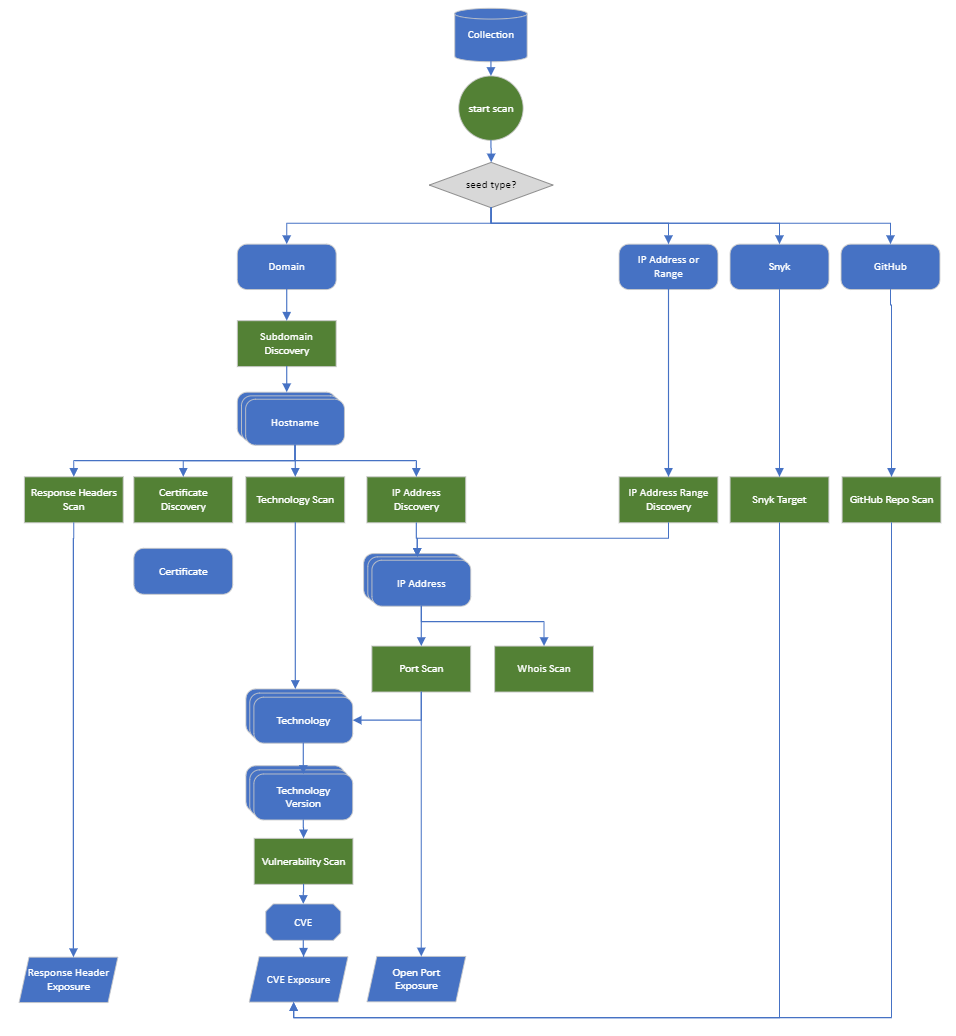 Collection
start scan
seed type?
Domain
IP Address or
Range
Snyk
GitHub
Subdomain
Discovery
Hostname
Response Headers
Scan
Certificate
Discovery
Technology Scan
IP Address
Discovery
IP Address Range
Discovery
Snyk Target
GitHub Repo Scan
Certificate
IP Address
Port Scan
Whois Scan
Technology
Technology
Version
Vulnerability Scan
CVE
Response Header
Exposure
CVE Exposure
Open Port
Exposure